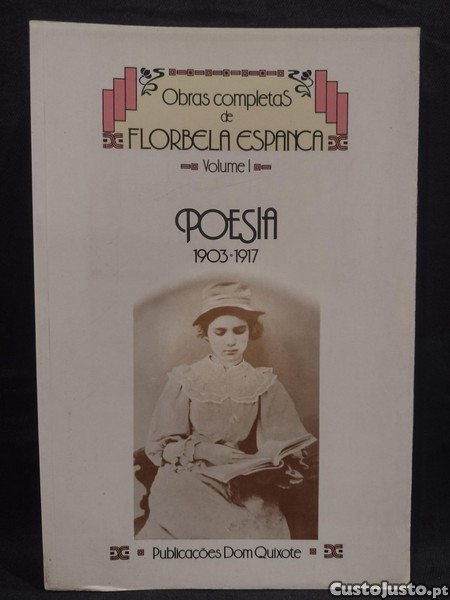 Obras completas
de
FLORBELA ESPANCA
Volume I
POESIA
1903•1917
Publicações Dom Quixote
CustoJusto.pt